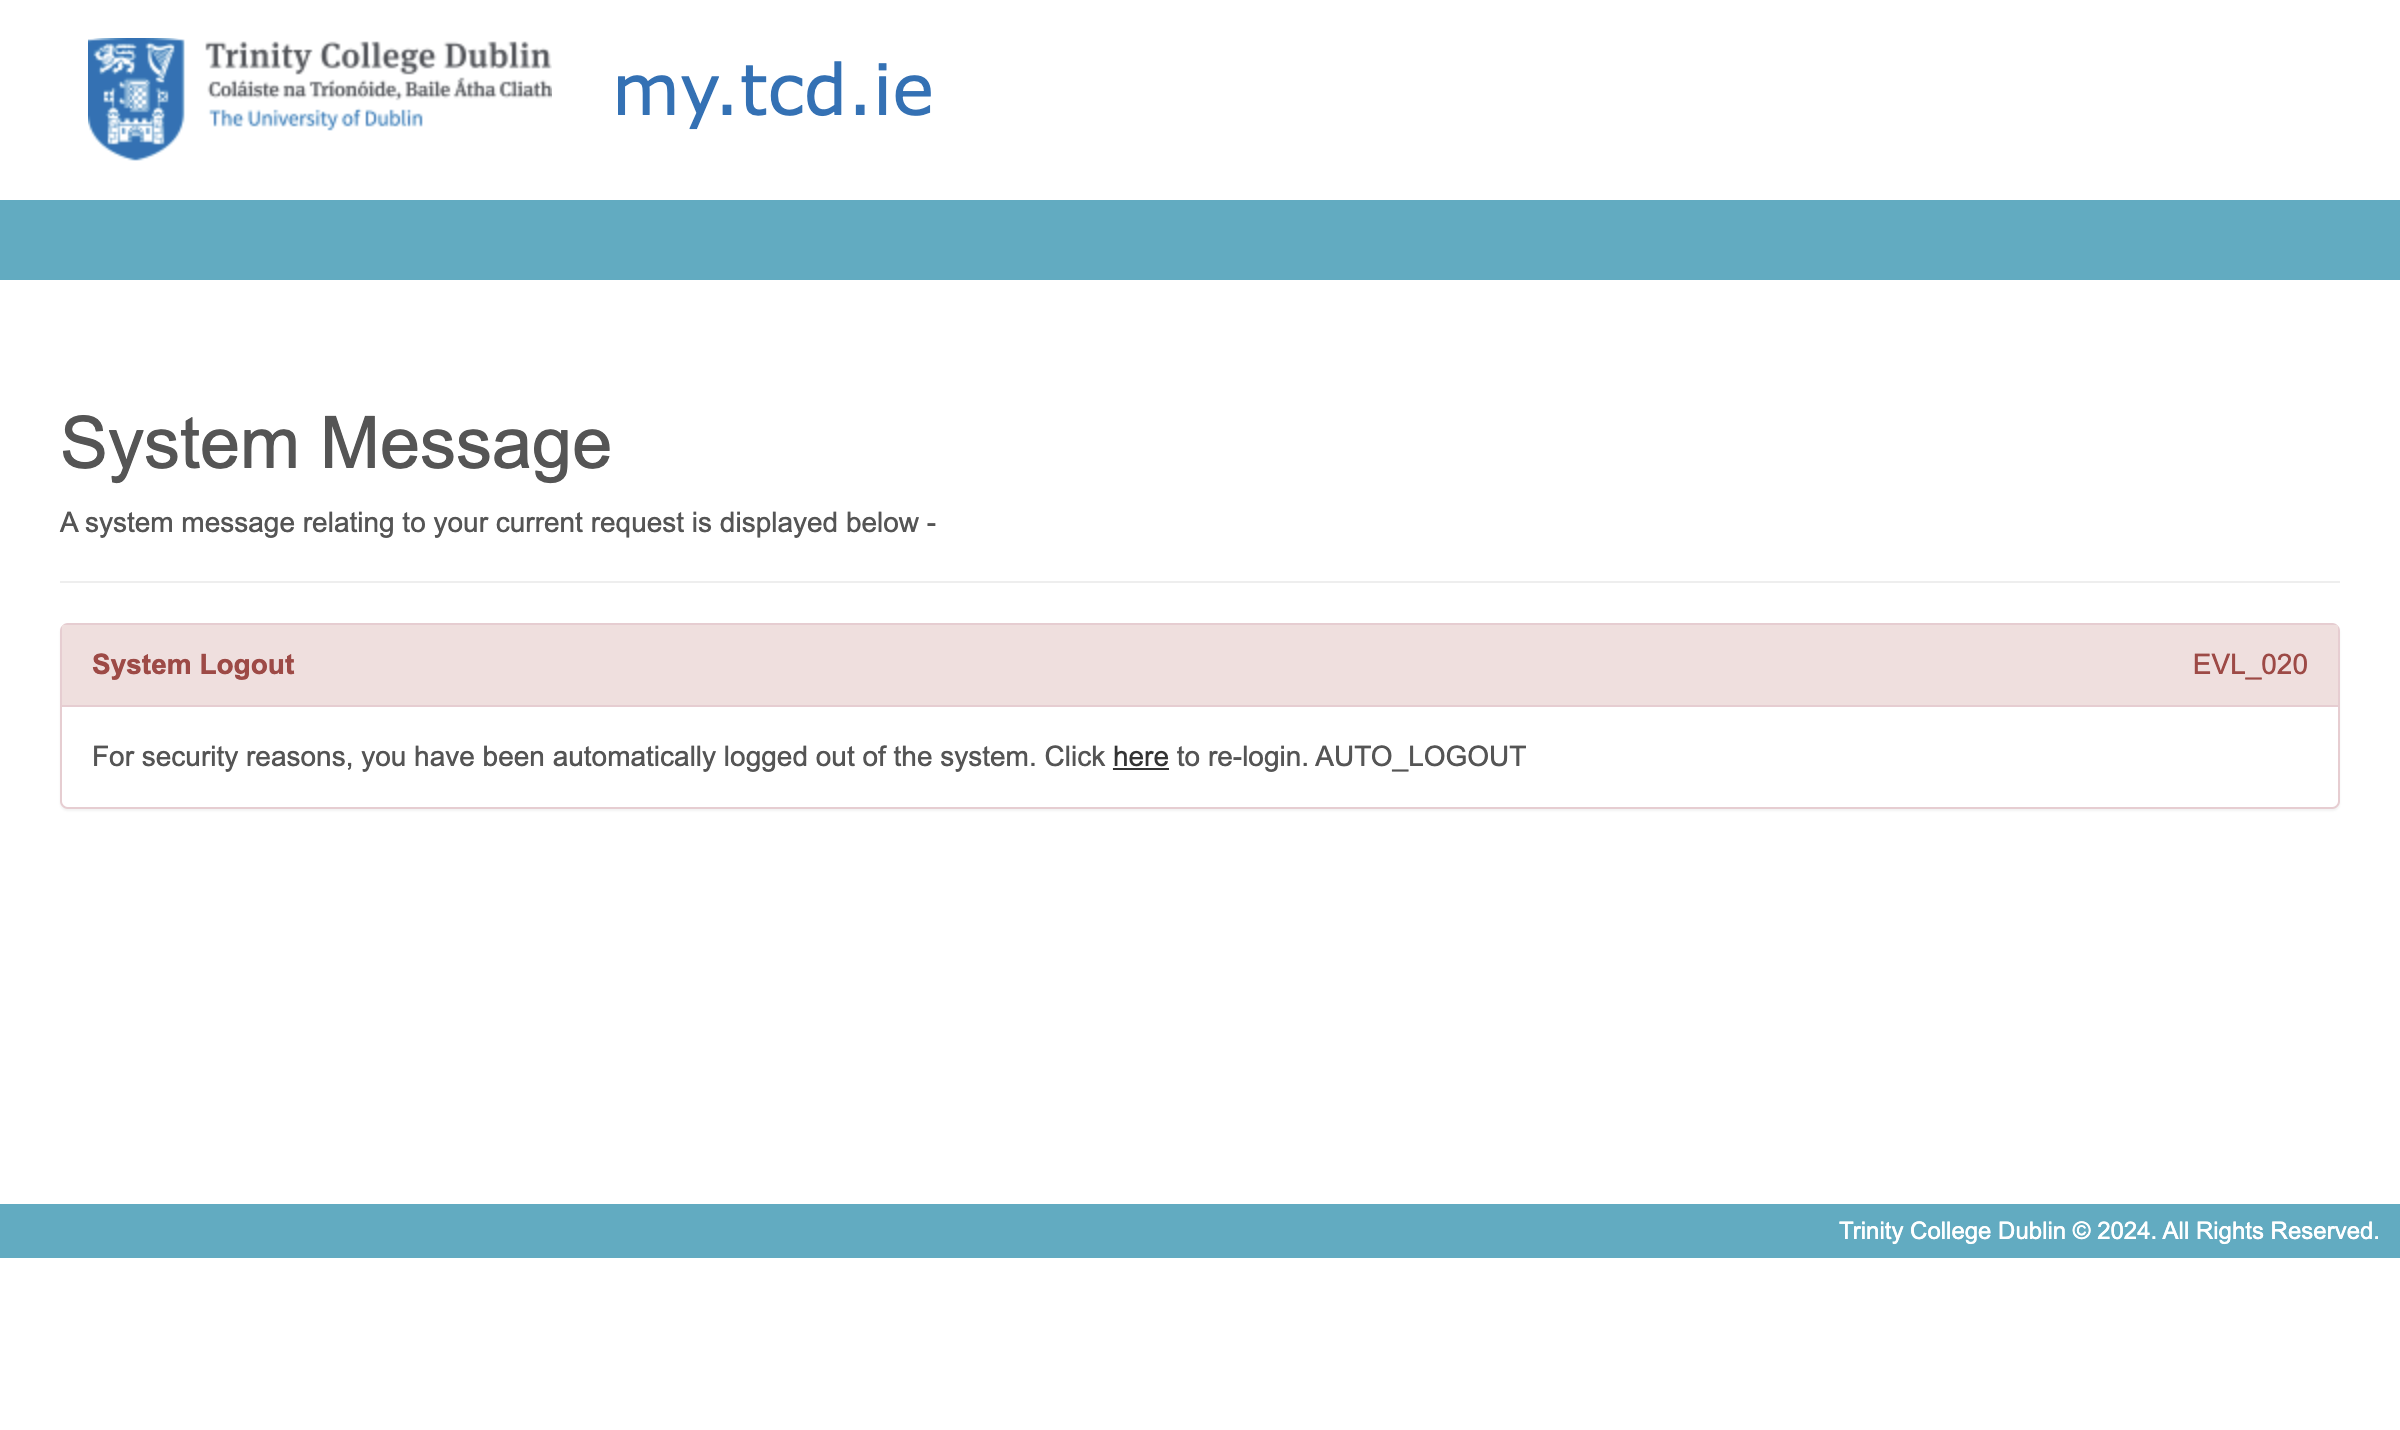 Trinity College Dublin
Coláiste na Tríonóide, Baile Átha Cliath
The University of Dublin
my.tcd.ie
System Message
A system message relating to your current request is displayed below -
System Logout EVL_020
For security reasons, you have been automatically logged out of the system. Click here to re-login. AUTO_LOGOUT
Trinity College Dublin © 2024. All Rights Reserved.